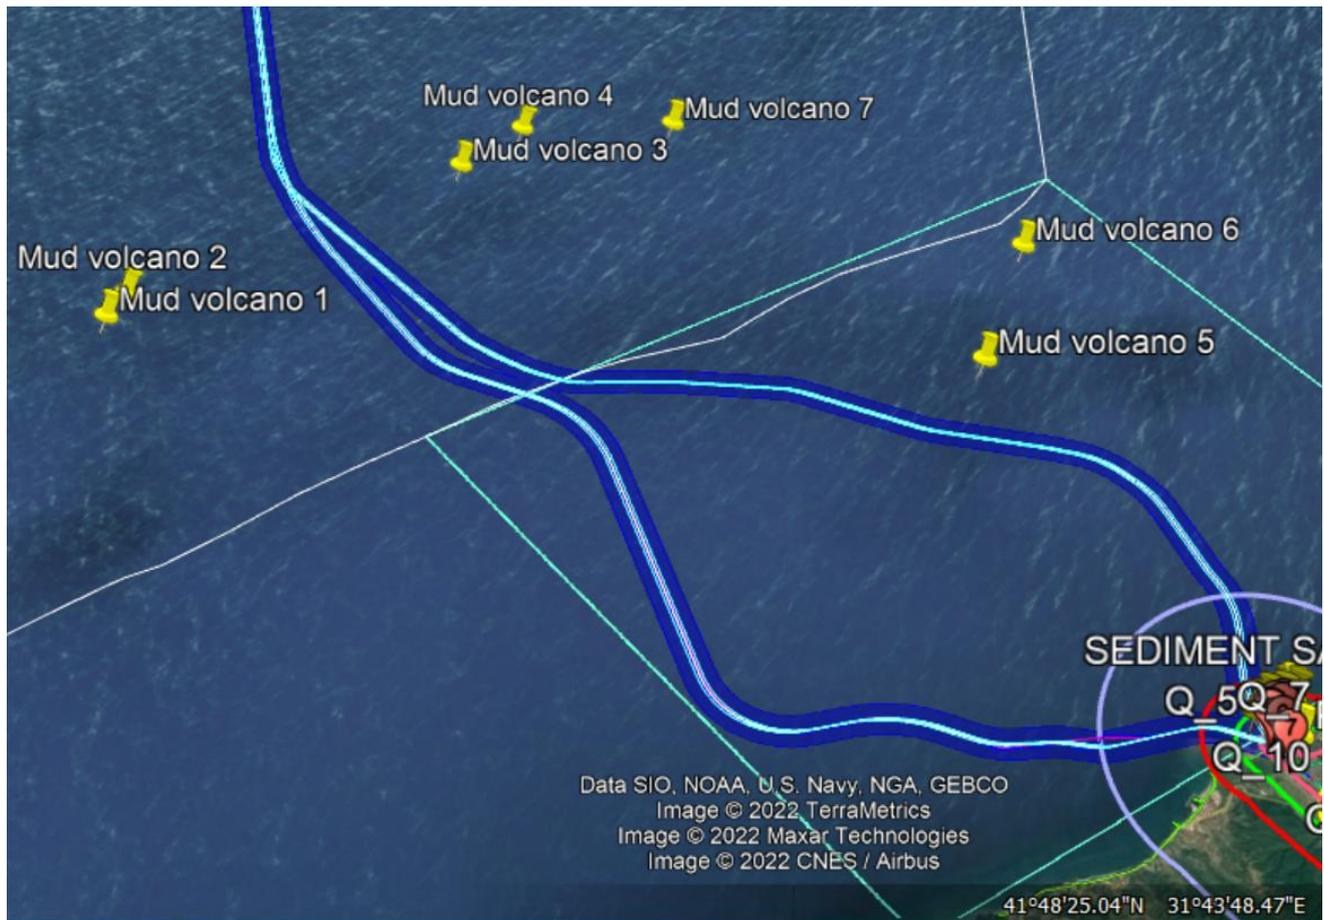 Mud volcano 4
Mud volcano 7
Mud volcano 3
Mud volcano 6
Mud volcano 2
Mud volcano 1
Mud volcano 5
SEDIMENT SA
Q_5
Q_7
Q_10
Data SIO, NOAA, U.S. Navy, NGA, GEBCO
Image © 2022 TerraMetrics
Image © 2022 Maxar Technologies
Image © 2022 CNES / Airbus
41°48'25.04"N 31°43'48.47"E